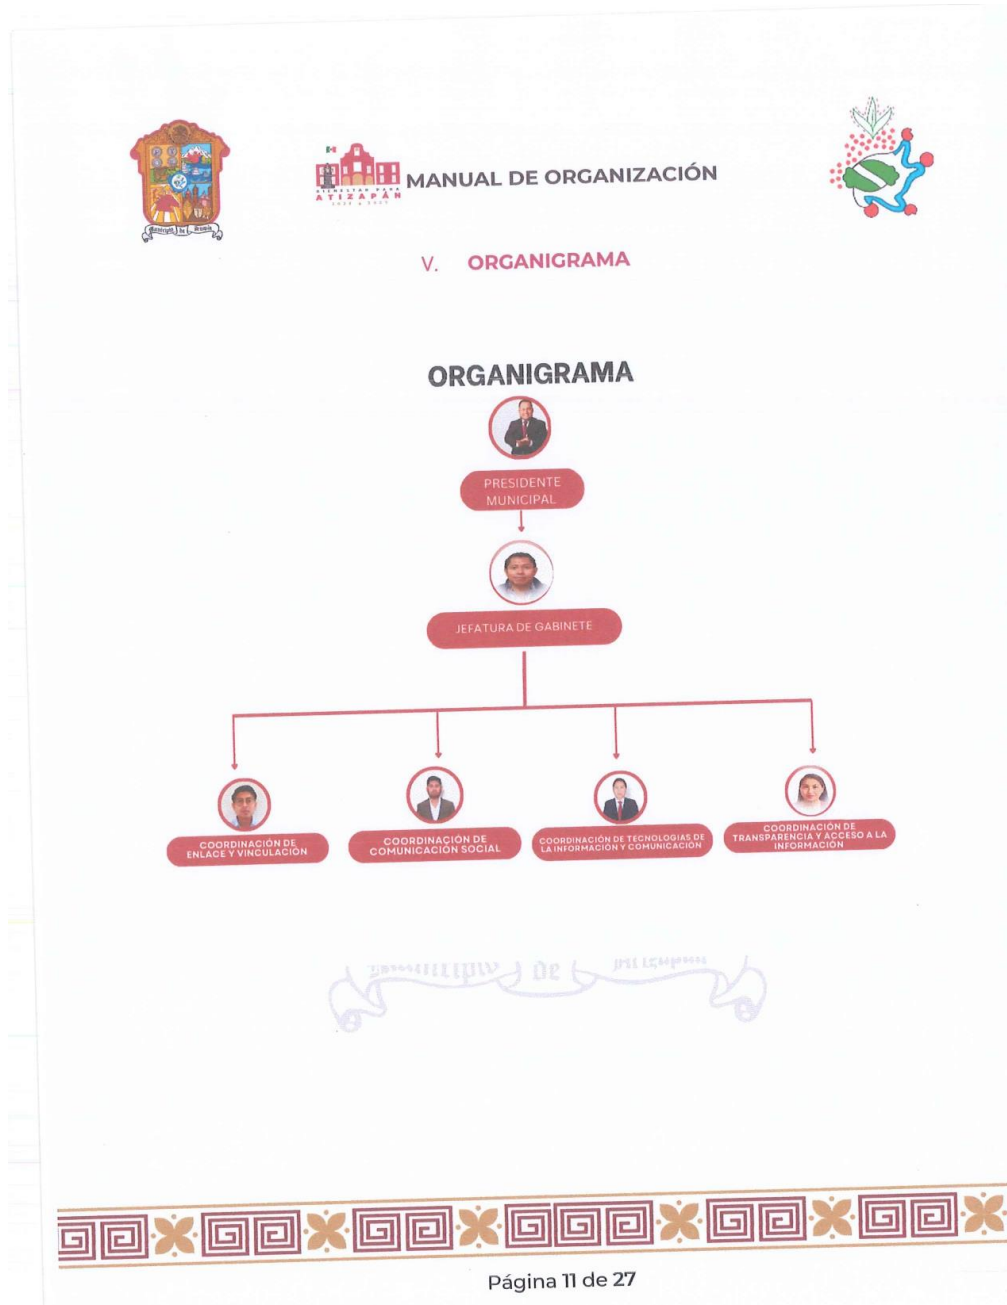 MANUAL DE ORGANIZACIÓN
ATIZAPÁN
V. ORGANIGRAMA
ORGANIGRAMA
PRESIDENTE
MUNICIPAL
JEFATURA DE GABINETE
COORDINACIÓN DE
ENLACE Y VINCULACIÓN
COORDINACIÓN DE
COMUNICACIÓN SOCIAL
COORDINACIÓN DE TECNOLOGIAS DE
LA INFORMACIÓN Y COMUNICACIÓN
COORDINACIÓN DE
TRANSPARENCIA Y ACCESO A LA
INFORMACIÓN
Página 11 de 27